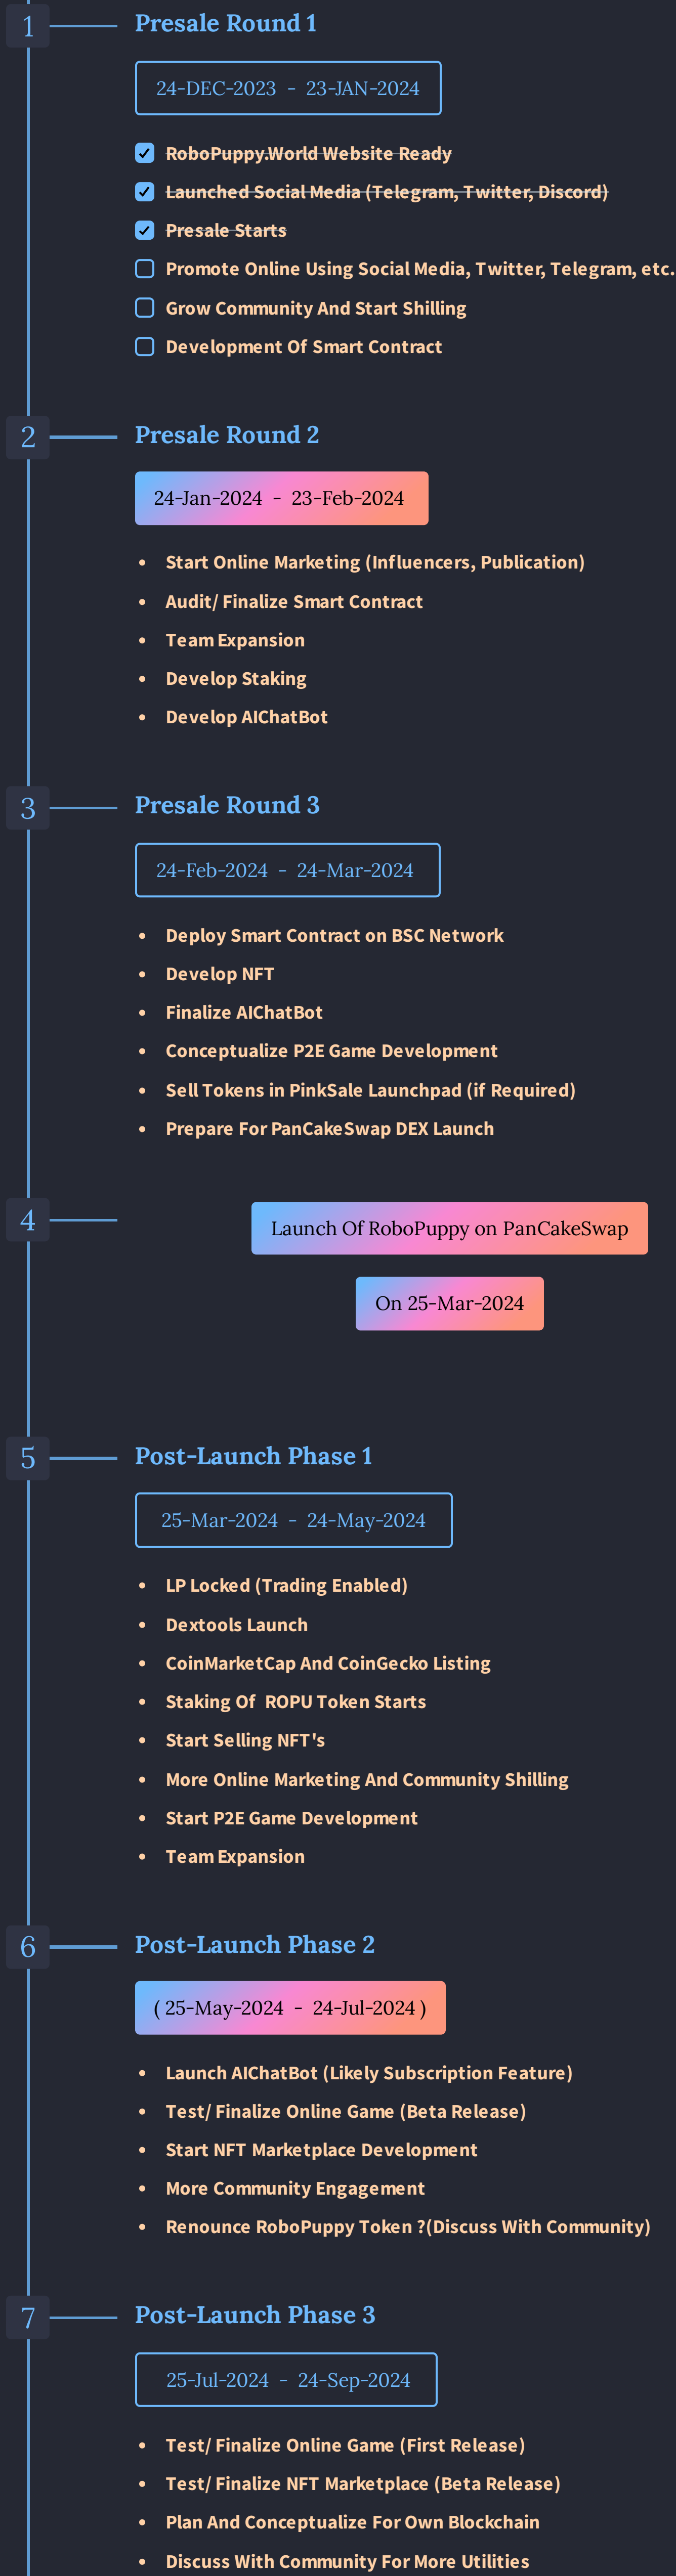 1
Presale Round 1
24-DEC-2023 - 23-JAN-2024
RoboPuppy.World Website Ready
Launched Social Media (Telegram, Twitter, Discord)
Presale Starts
Promote Online Using Social Media, Twitter, Telegram, etc.
Grow Community And Start Shilling
Development Of Smart Contract
2
Presale Round 2
24-Jan-2024 - 23-Feb-2024
• Start Online Marketing (Influencers, Publication)
• Audit/ Finalize Smart Contract
• Team Expansion
• Develop Staking
• Develop AIChatBot
3
Presale Round 3
24-Feb-2024 - 24-Mar-2024
• Deploy Smart Contract on BSC Network
• Develop NFT
• Finalize AIChatBot
• Conceptualize P2E Game Development
• Sell Tokens in PinkSale Launchpad (if Required)
• Prepare For PanCakeSwap DEX Launch
4
Launch Of RoboPuppy on PanCakeSwap
On 25-Mar-2024
5
Post-Launch Phase 1
25-Mar-2024 - 24-May-2024
• LP Locked (Trading Enabled)
• Dextools Launch
• CoinMarketCap And CoinGecko Listing
• Staking Of ROPU Token Starts
• Start Selling NFT's
• More Online Marketing And Community Shilling
• Start P2E Game Development
• Team Expansion
6
Post-Launch Phase 2
( 25-May-2024 - 24-Jul-2024 )
• Launch AIChatBot (Likely Subscription Feature)
• Test/ Finalize Online Game (Beta Release)
• Start NFT Marketplace Development
• More Community Engagement
• Renounce RoboPuppy Token ?(Discuss With Community)
7
Post-Launch Phase 3
25-Jul-2024 - 24-Sep-2024
• Test/ Finalize Online Game (First Release)
• Test/ Finalize NFT Marketplace (Beta Release)
• Plan And Conceptualize For Own Blockchain
• Discuss With Community For More Utilities